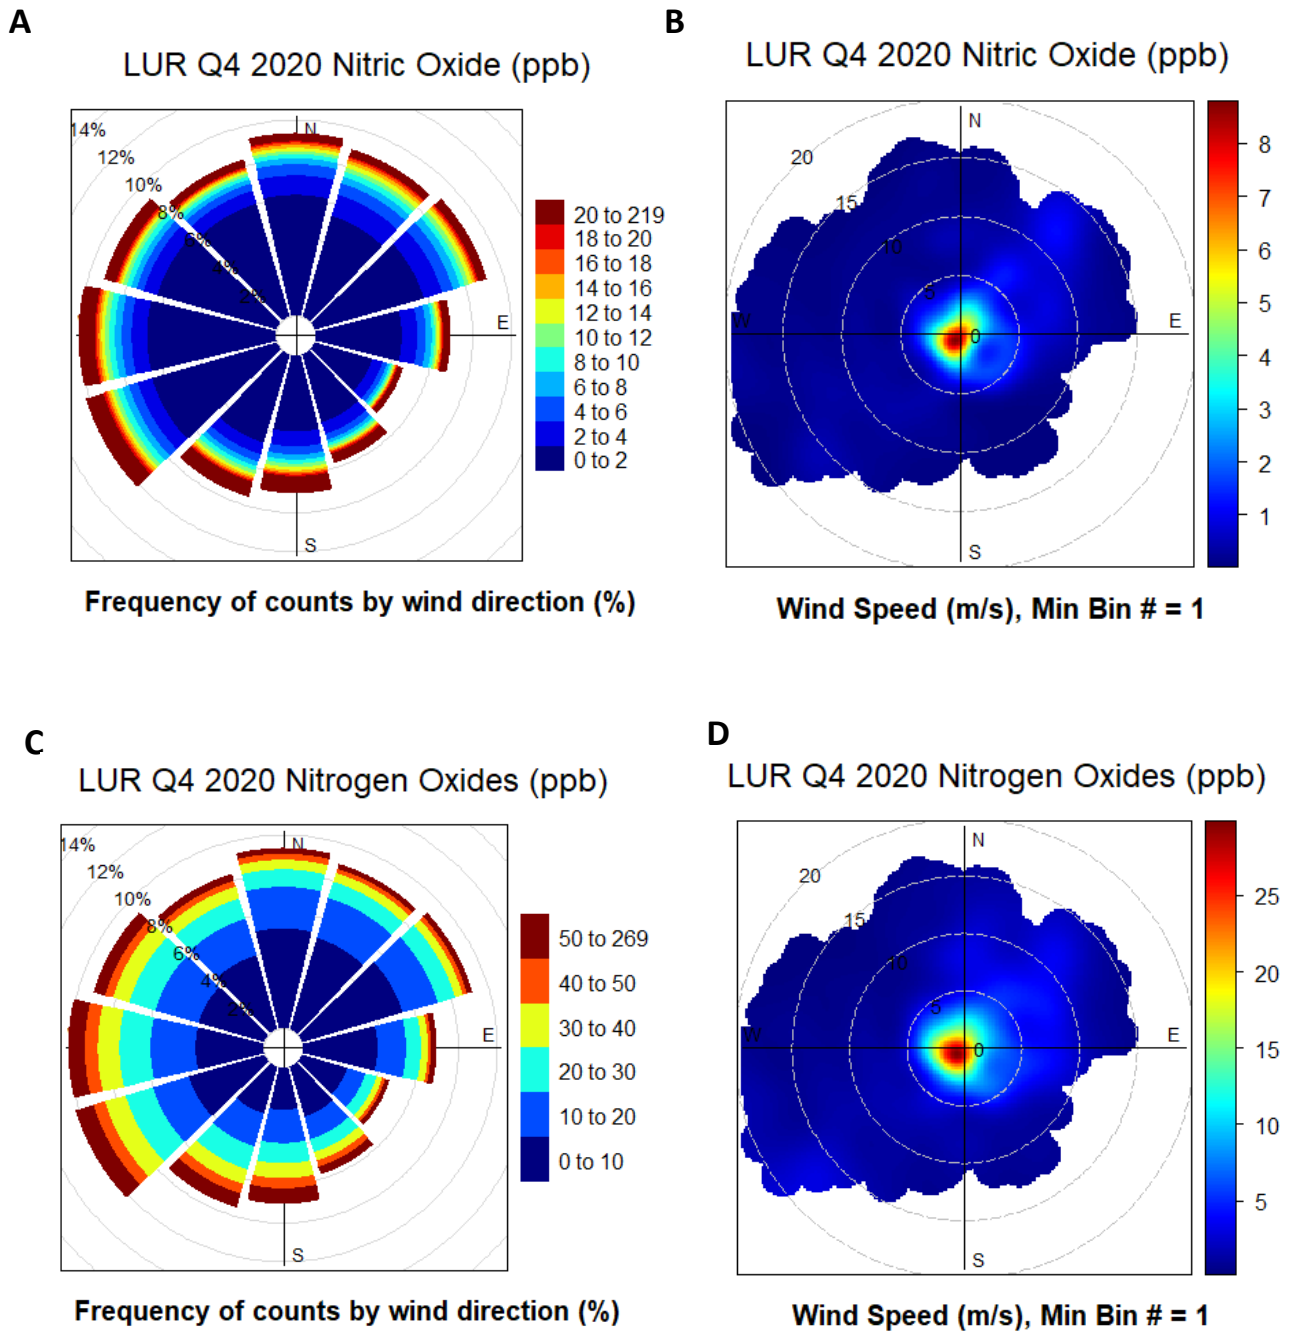 A
LUR Q4 2020 Nitric Oxide (ppb)
14%
12%
10%
8%
6%
4%
2%
N
E
S
20 to 219
18 to 20
16 to 18
14 to 16
12 to 14
10 to 12
8 to 10
6 to 8
4 to 6
2 to 4
0 to 2
Frequency of counts by wind direction (%)
B
LUR Q4 2020 Nitric Oxide (ppb)
N
20
15
10
5
0
W
E
S
8
7
6
5
4
3
2
1
Wind Speed (m/s), Min Bin # = 1
C
LUR Q4 2020 Nitrogen Oxides (ppb)
14%
12%
10%
8%
6%
4%
2%
N
E
S
50 to 269
40 to 50
30 to 40
20 to 30
10 to 20
0 to 10
Frequency of counts by wind direction (%)
D
LUR Q4 2020 Nitrogen Oxides (ppb)
N
20
15
10
5
0
W
E
S
25
20
15
10
5
Wind Speed (m/s), Min Bin # = 1